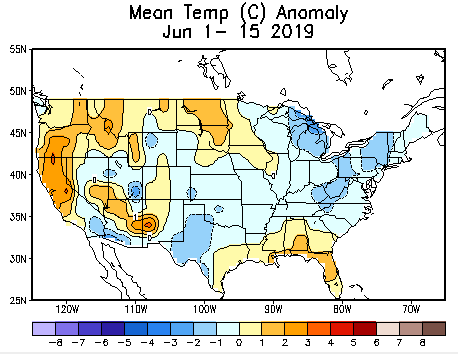 Mean Temp (C) Anomaly
Jun 1- 15 2019
55N
50N
45N
40N
35N
30N
25N
120W 110W 100W 90W 80W 70W
-8 -7 -6 -5 -4 -3 -2 -1 0 1 2 3 4 5 6 7 8